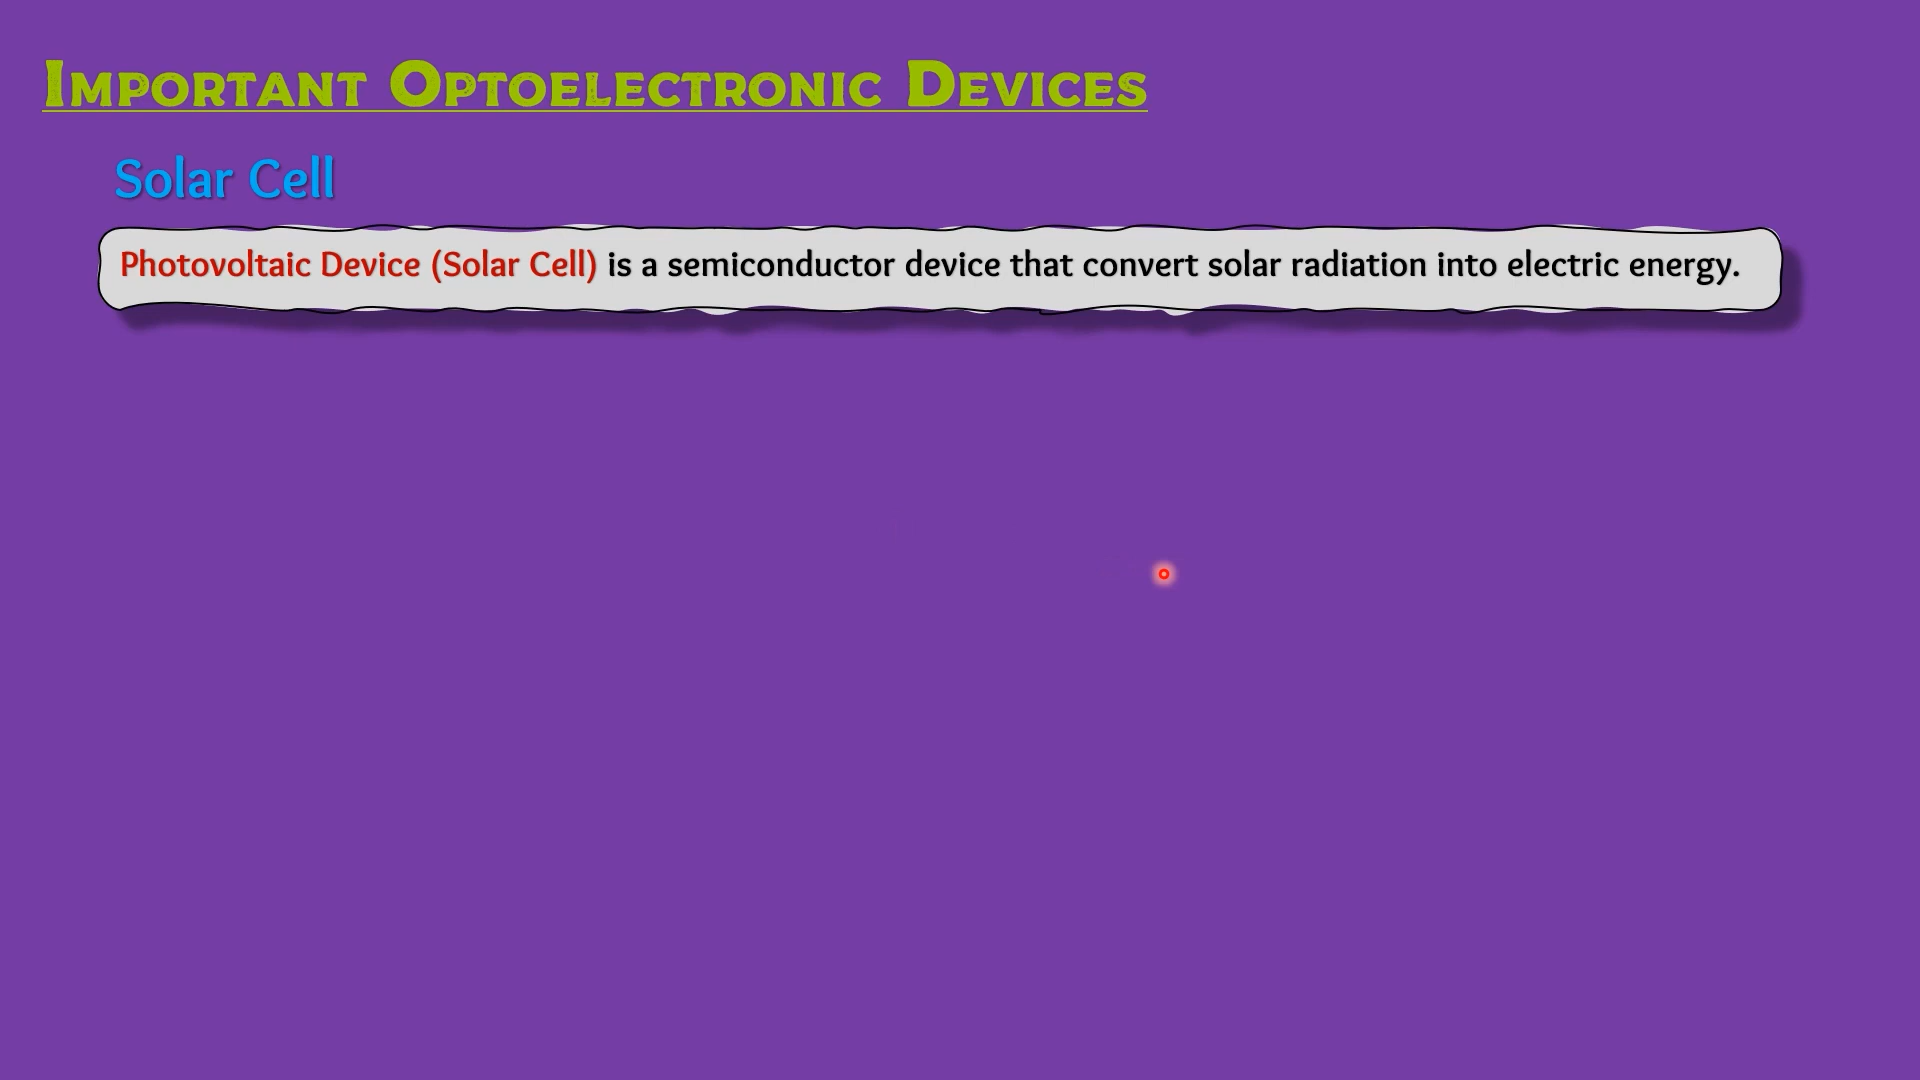 Important Optoelectronic Devices
Solar Cell
Photovoltaic Device (Solar Cell) is a semiconductor device that convert solar radiation into electric energy.